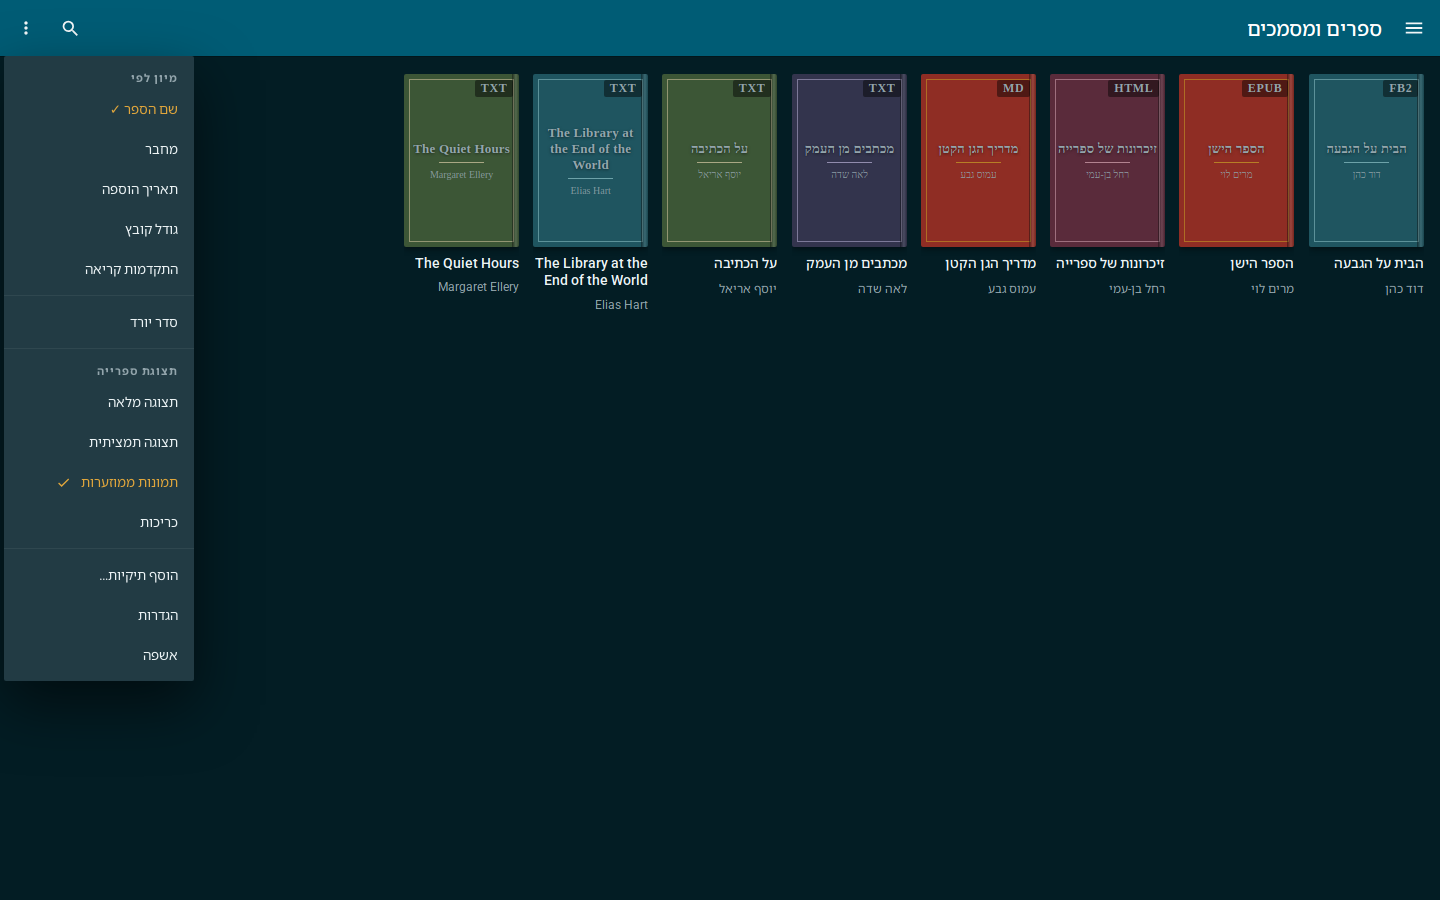 ספרים ומסמכים
מיון לפי
שם הספר ✓
מחבר
תאריך הוספה
גודל קובץ
התקדמות קריאה
סדר יורד
תצוגת ספרייה
תצוגה מלאה
תצוגה תמציתית
תמונות ממוזערות
כריכות
הוסף תיקיות...
הגדרות
אשפה
FB2
הבית על הגבעה
דוד כהן
הבית על הגבעה
דוד כהן
EPUB
הספר הישן
מרים לוי
הספר הישן
מרים לוי
HTML
זיכרונות של ספרייה
רחל בן-עמי
זיכרונות של ספרייה
רחל בן-עמי
MD
מדריך הגן הקטן
עמוס גבע
מדריך הגן הקטן
עמוס גבע
TXT
מכתבים מן העמק
לאה שדה
מכתבים מן העמק
לאה שדה
TXT
על הכתיבה
יוסף אריאל
על הכתיבה
יוסף אריאל
TXT
The Library at
the End of the
World
Elias Hart
The Library at the
End of the World
Elias Hart
TXT
The Quiet Hours
Margaret Ellery
The Quiet Hours
Margaret Ellery